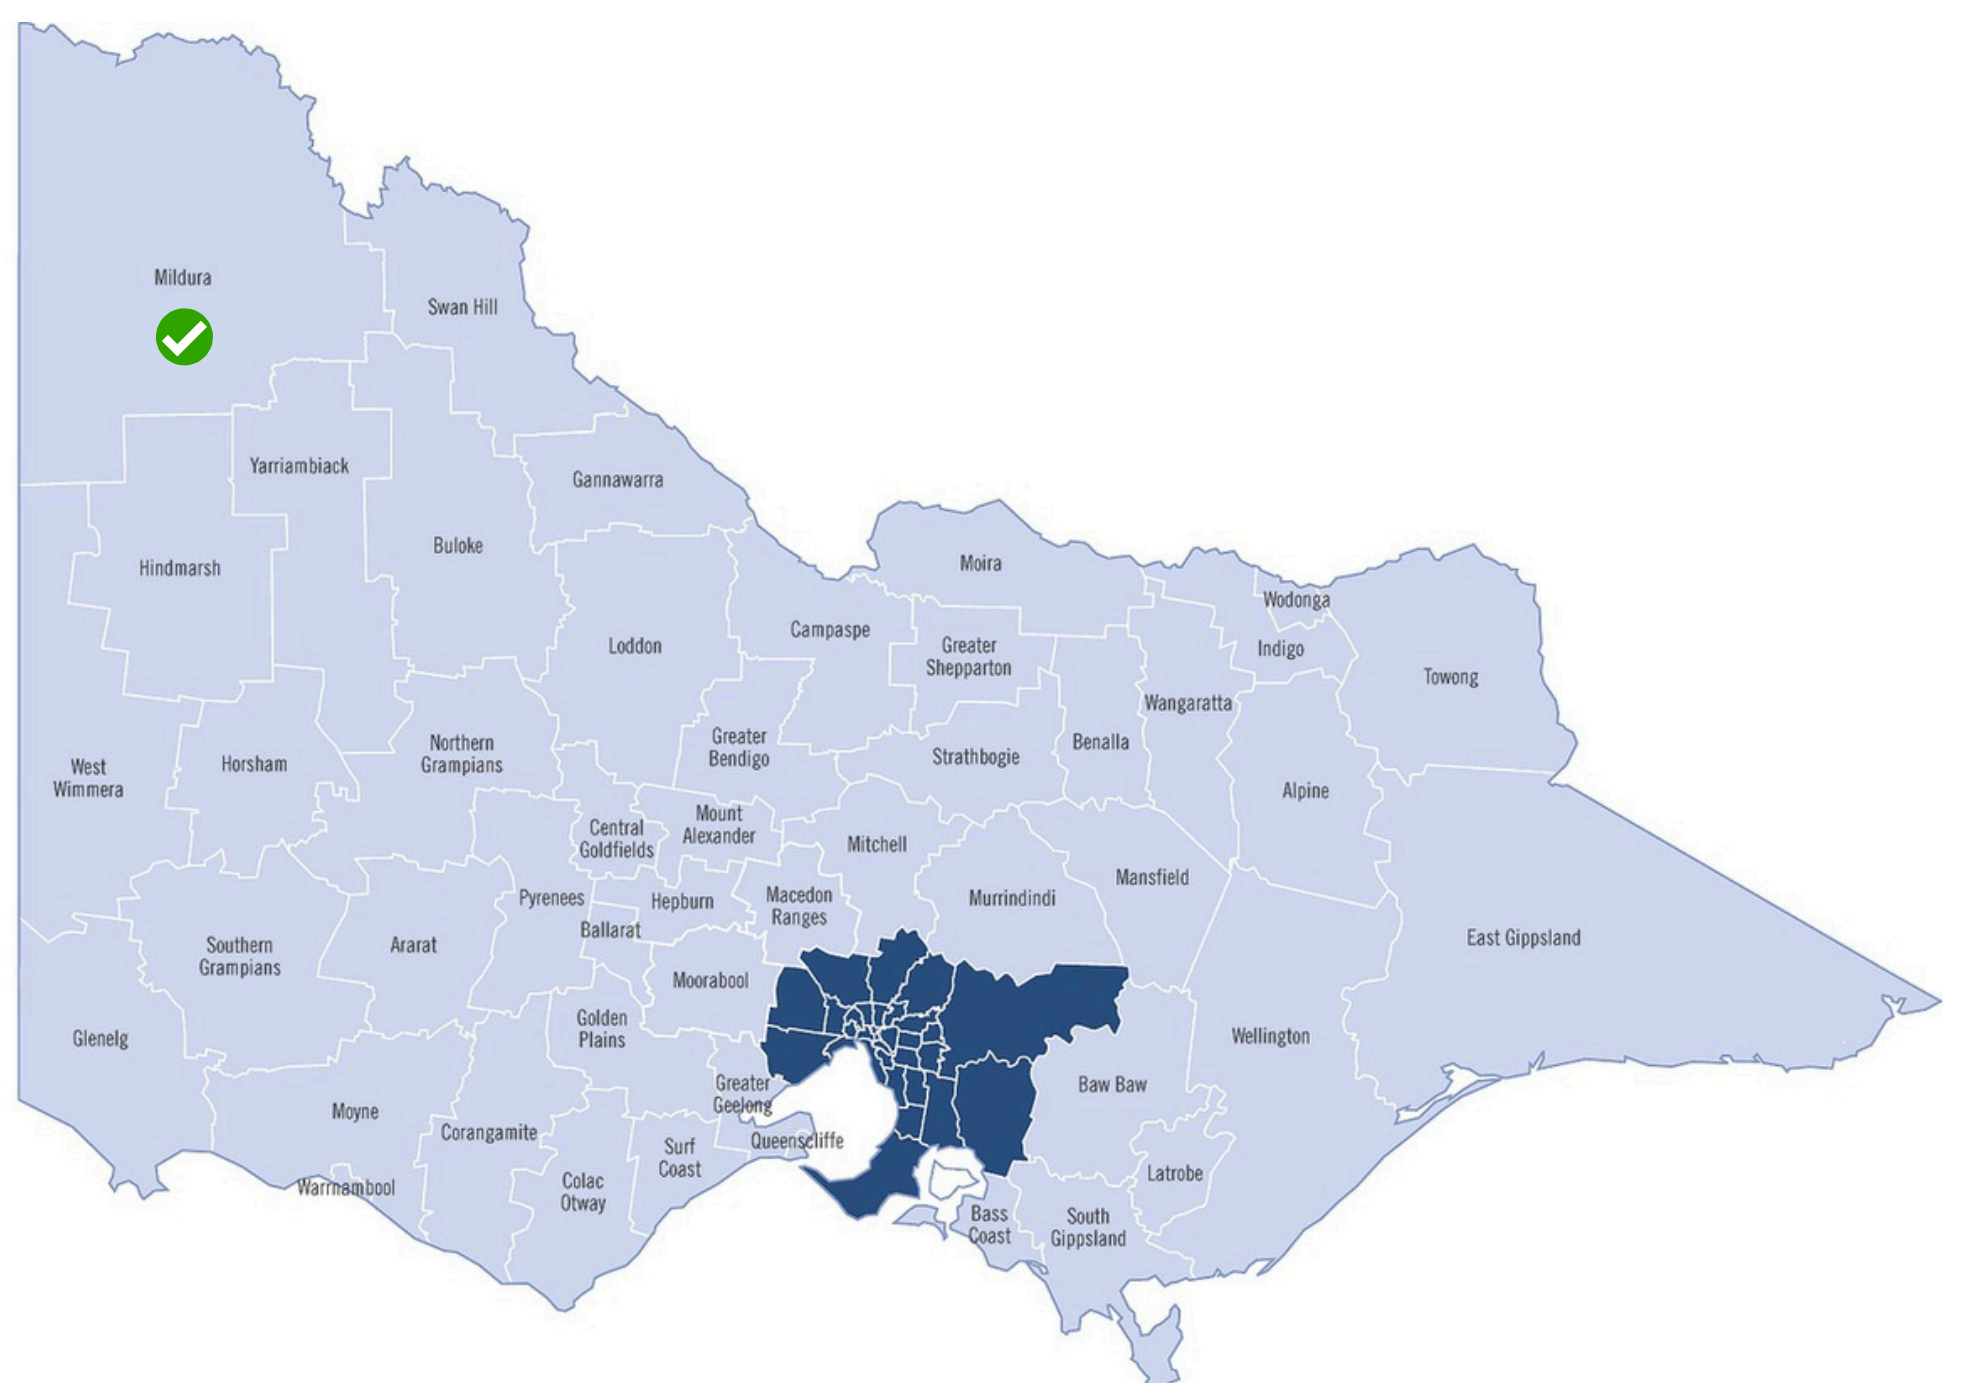 Mildura
Swan Hill
Yarriambiack
Gannawarra
Buloke
Hindmarsh
Moira
Wodonga
Campaspe
Loddon
Greater
Shepparton
Indigo
Towong
Wangaratta
Northern
Grampians
Greater
Bendigo
Benalla
Strathbogie
Horsham
West
Wimmera
Alpine
Mount
Alexander
Central
Goldfields
Mitchell
Mansfield
Pyrenees
Hepburn
Macedon
Ranges
Murrindindi
Ballarat
East Gippsland
Southern
Grampians
Ararat
Moorabool
Golden
Plains
Glenelg
Wellington
Greater
Geelong
Baw Baw
Moyne
Corangamite
Queenscliffe
Surf
Coast
Latrobe
Warrnambool
Colac
Otway
Bass
Coast
South
Gippsland